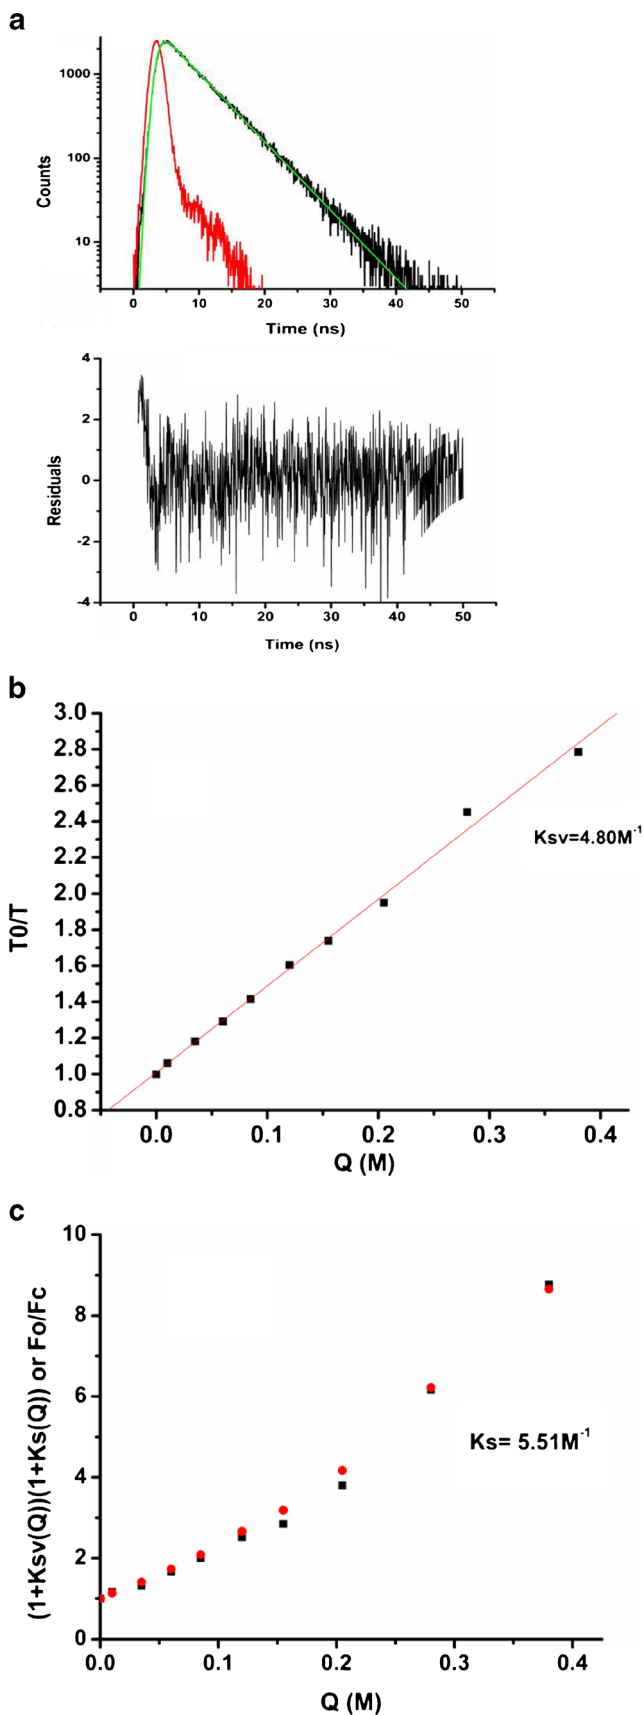 a
1000
100
10
Counts
0 10 20 30 40 50
Time (ns)
4
2
0
-2
-4
Residuals
0 10 20 30 40 50
Time (ns)
b
3.0
2.8
2.6
2.4
2.2
2.0
1.8
1.6
1.4
1.2
1.0
0.8
T0/T
Ksv=4.80M-1
0.0 0.1 0.2 0.3 0.4
Q (M)
c
10
8
6
4
2
0
(1+Ksv(Q))(1+Ks(Q)) or Fo/Fc
Ks= 5.51M-1
0.0 0.1 0.2 0.3 0.4
Q (M)